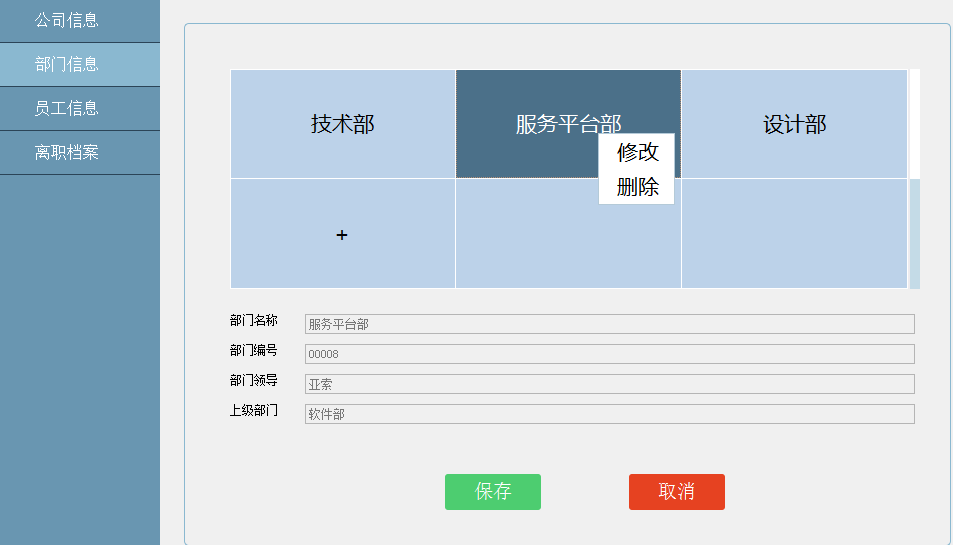 公司信息
部门信息
员工信息
离职档案
技术部
服务平台部
设计部
修改
删除
+
部门名称 服务平台部
部门编号 00008
部门领导 亚索
上级部门 软件部
保存
取消